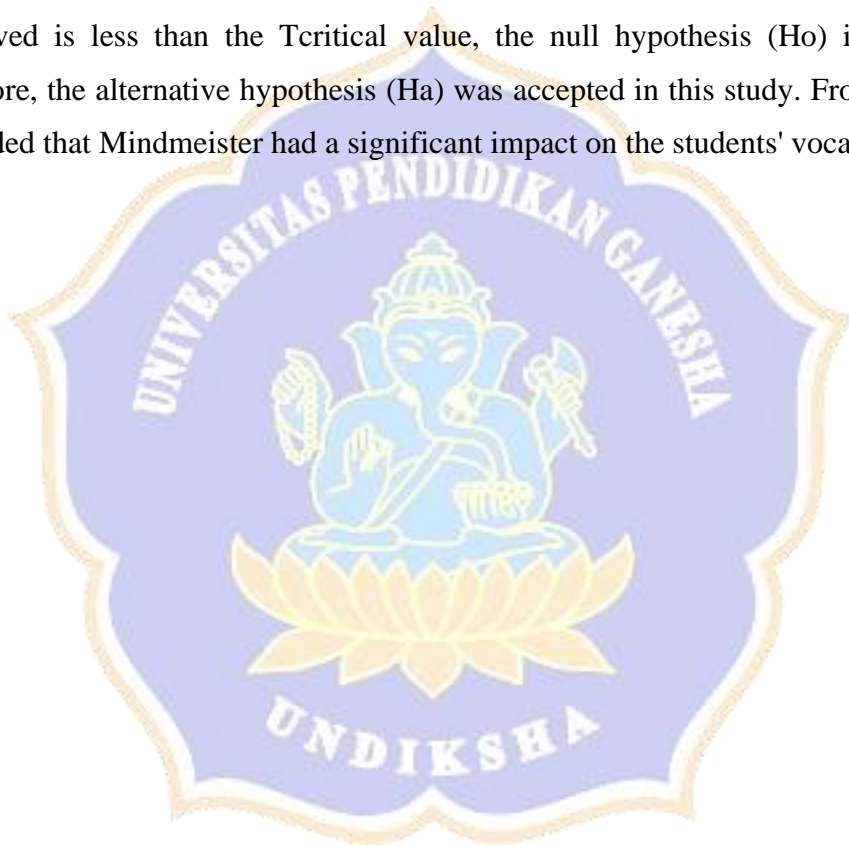 ved is less than the Tcritical value, the null hypothesis (Ho) i
ore, the alternative hypothesis (Ha) was accepted in this study. Fro
ded that Mindmeister had a significant impact on the students' voca
UNIVERSITAS PENDIDIKAN GANESHA
UNDIKSHA